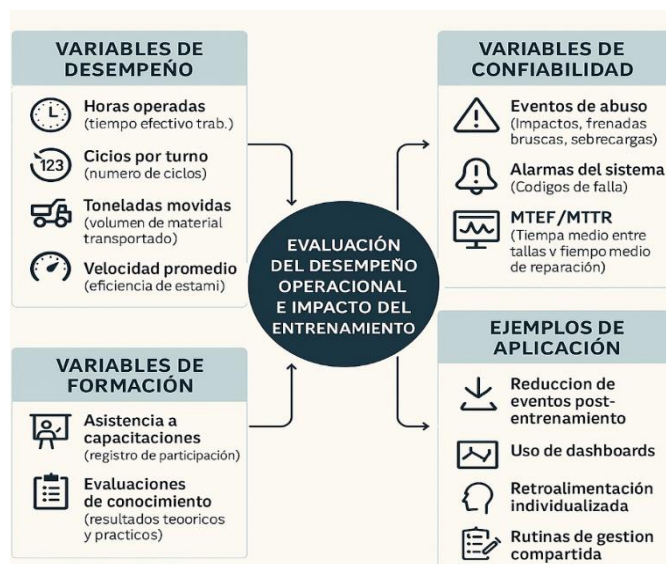 VARIABLES DE
DESEMPEÑO
Horas operadas
(tiempo efectivo trab.)
123
Cicios por turno
(numero de ciclos)
Toneladas movidas
(volumen de material
transportado)
Velocidad promedio
(eficiencia de estami)
VARIABLES DE
FORMACIÓN
Asistencia a
capacitaciones
(registro de participación)
Evaluaciones
de conocimiento
(resultados teooricos
y practicos)
EVALUACIÓN
DEL DESEMPEÑO
OPERACIONAL
E IMPACTO DEL
ENTRENAMIENTO
VARIABLES DE
CONFIABILIDAD
Eventos de abuso
(Impactos, frenadas
bruscas, sebrecargas)
Alarmas del sistema
(Codigos de falla)
MTEF/MTTR
(Tiempa medio entre
tallas v fiempo medio
de reparación)
EJEMPLOS DE
APLICACIÓN
Reduccion de
eventos post-
entrenamiento
Uso de dashboards
Retroalimentación
individualizada
Rutinas de gestion
compartida